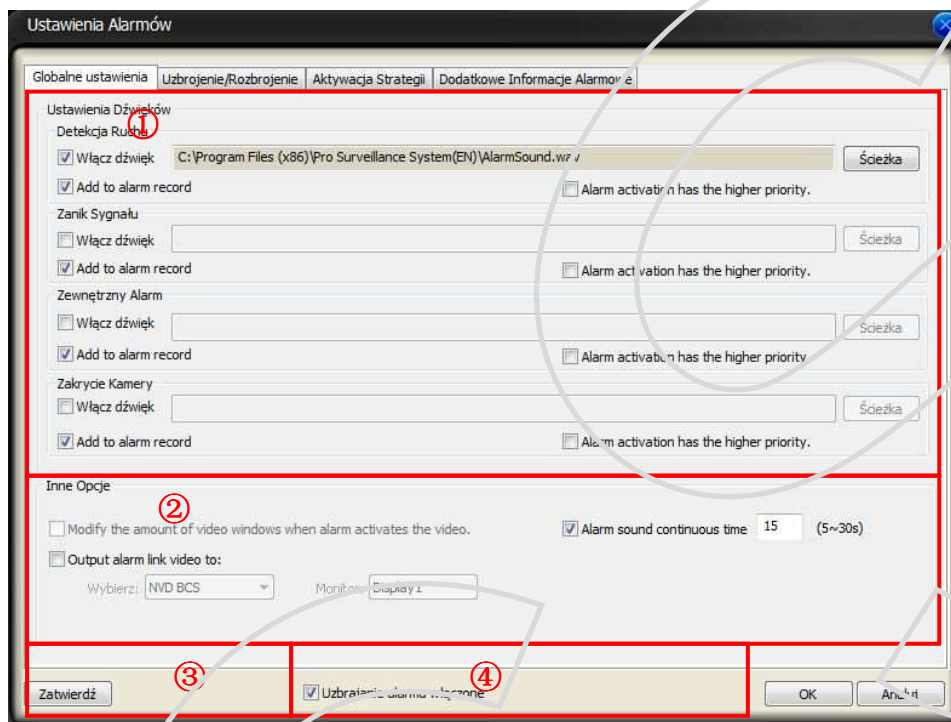 Ustawienia Alarmów
Globalne ustawienia Uzbrojenie/Rozbrojenie Aktywacja Strategii Dodatkowe Informacje Alarmowe
Ustawienia Dźwięków
①
Detekcja Ruchu
Włącz dźwięk C:\Program Files (x86)\Pro Surveillance System(EN)\AlarmSound.wav Ścieżka
Add to alarm record Alarm activation has the higher priority.
Zanik Sygnału
Włącz dźwięk Ścieżka
Add to alarm record Alarm activation has the higher priority.
Zewnętrzny Alarm
Włącz dźwięk Ścieżka
Add to alarm record Alarm activation has the higher priority
Zakrycie Kamery
Włącz dźwięk Ścieżka
Add to alarm record Alarm activation has the higher priority.
Inne Opcje
②
Modify the amount of video windows when alarm activates the video. Alarm sound continuous time 15 (5~30s)
Output alarm link video to:
Wybierz: NVD BCS Monitor: Display1
③ ④
Zatwierdź Uzbrajanie alarmu włączone OK Anuluj